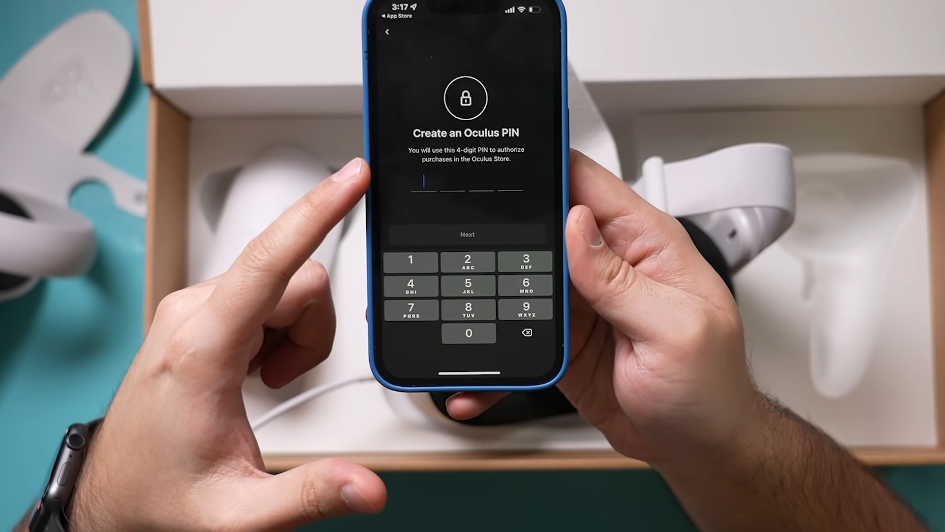 3:17
App Store
Create an Oculus PIN
You will use this 4-digit PIN to authorize
purchases in the Oculus Store.
Next
1 2 3
ABC DEF
4 5 6
GHI JKL MNO
7 8 9
PQRS TUV WXYZ
0